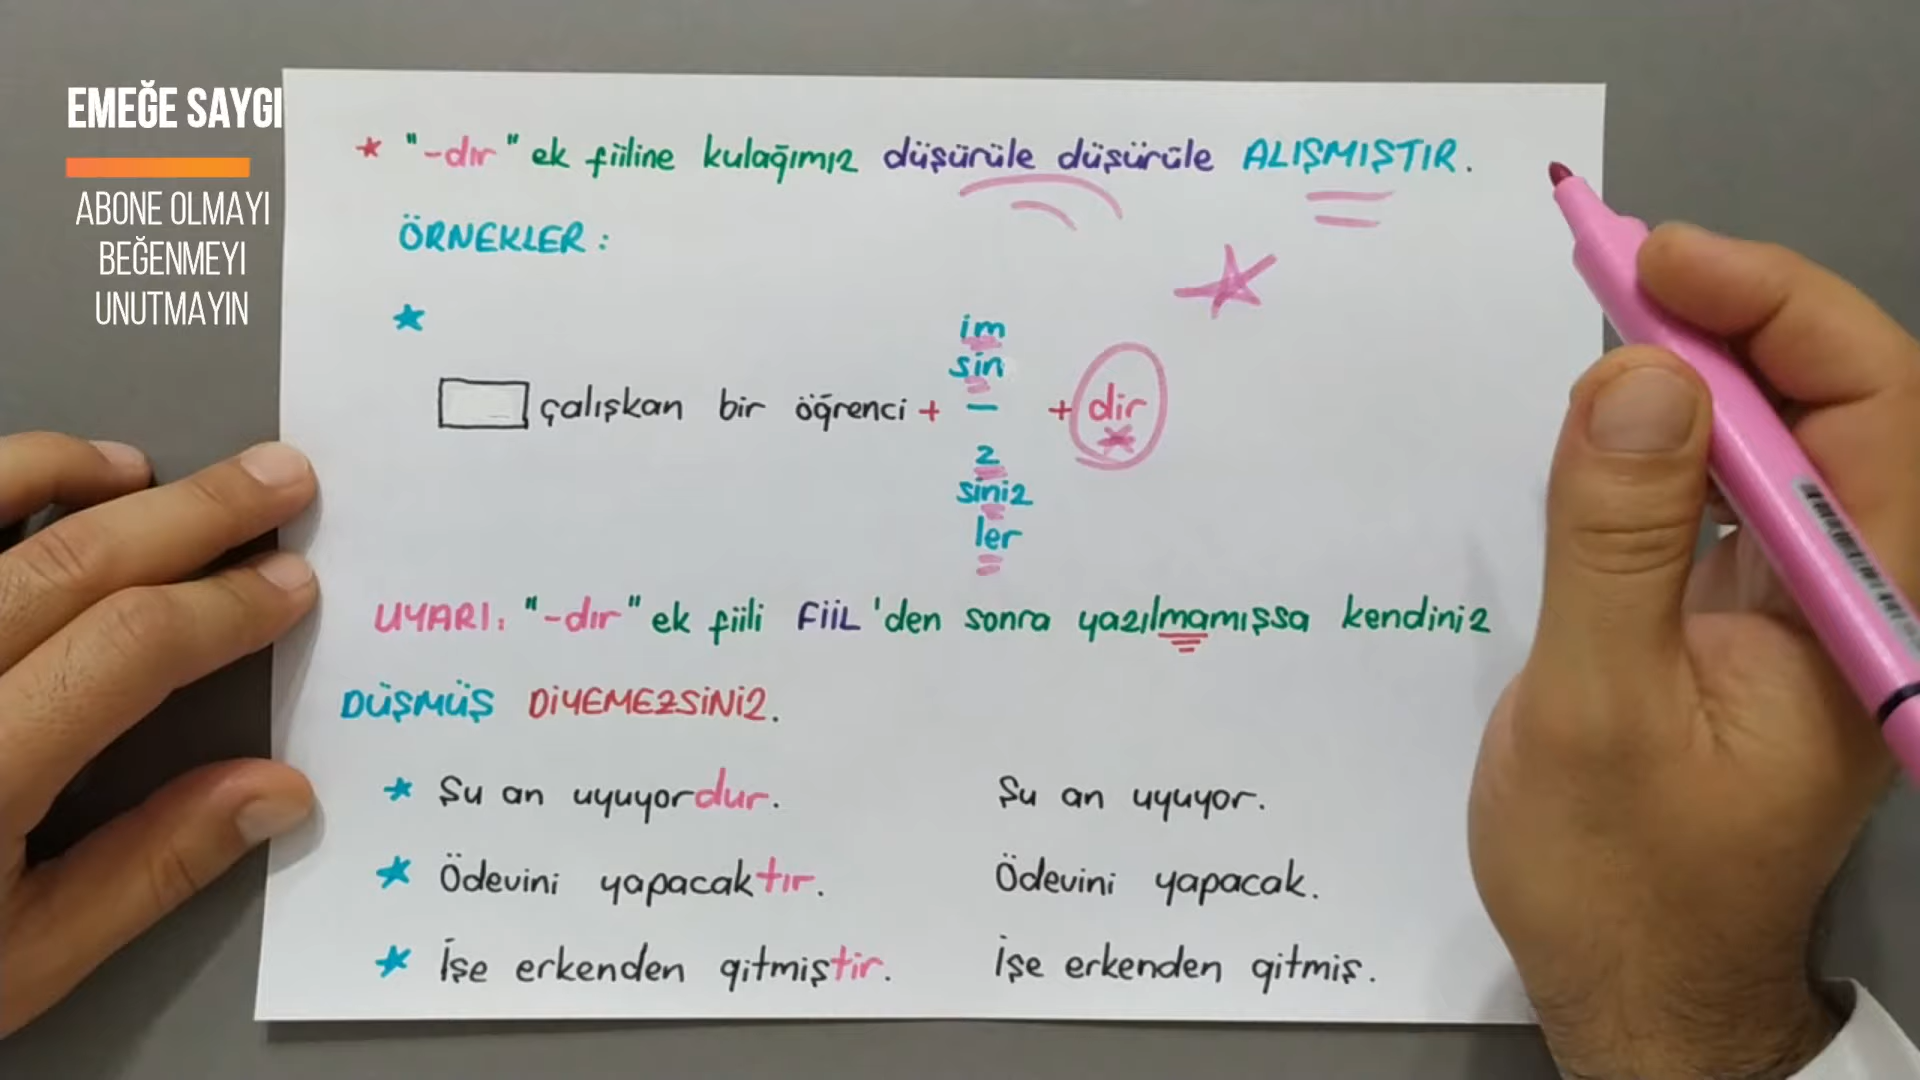 EMEĞE SAYGI
ABONE OLMAYI
BEĞENMEYİ
UNUTMAYIN
* "-dır" ek fiiline kulağımız düşürüle düşürüle ALIŞMIŞTIR.
ÖRNEKLER :
im
sin
çalışkan bir öğrenci + — + dir
z
siniz
ler
UYARI: "-dır" ek fiili FİİL'den sonra yazılmamışsa kendiniz
DÜŞMÜŞ DİYEMEZSİNİZ.
* Şu an uyuyordur. Şu an uyuyor.
* Ödevini yapacaktır. Ödevini yapacak.
* İşe erkenden gitmiştir. İşe erkenden gitmiş.